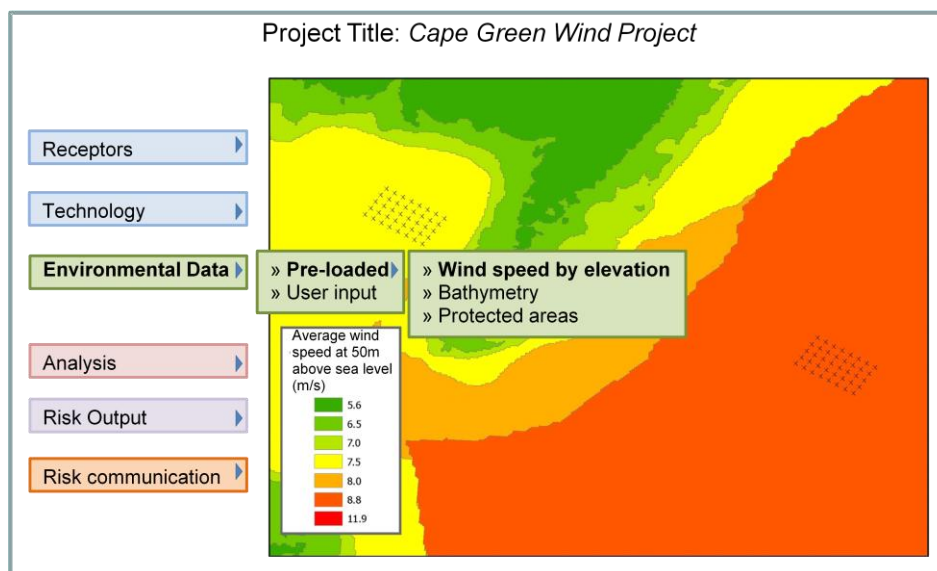 Project Title: Cape Green Wind Project
Receptors
Technology
Environmental Data
» Pre-loaded
» User input
» Wind speed by elevation
» Bathymetry
» Protected areas
Analysis
Risk Output
Risk communication
Average wind
speed at 50m
above sea level
(m/s)
5.6
6.5
7.0
7.5
8.0
8.8
11.9